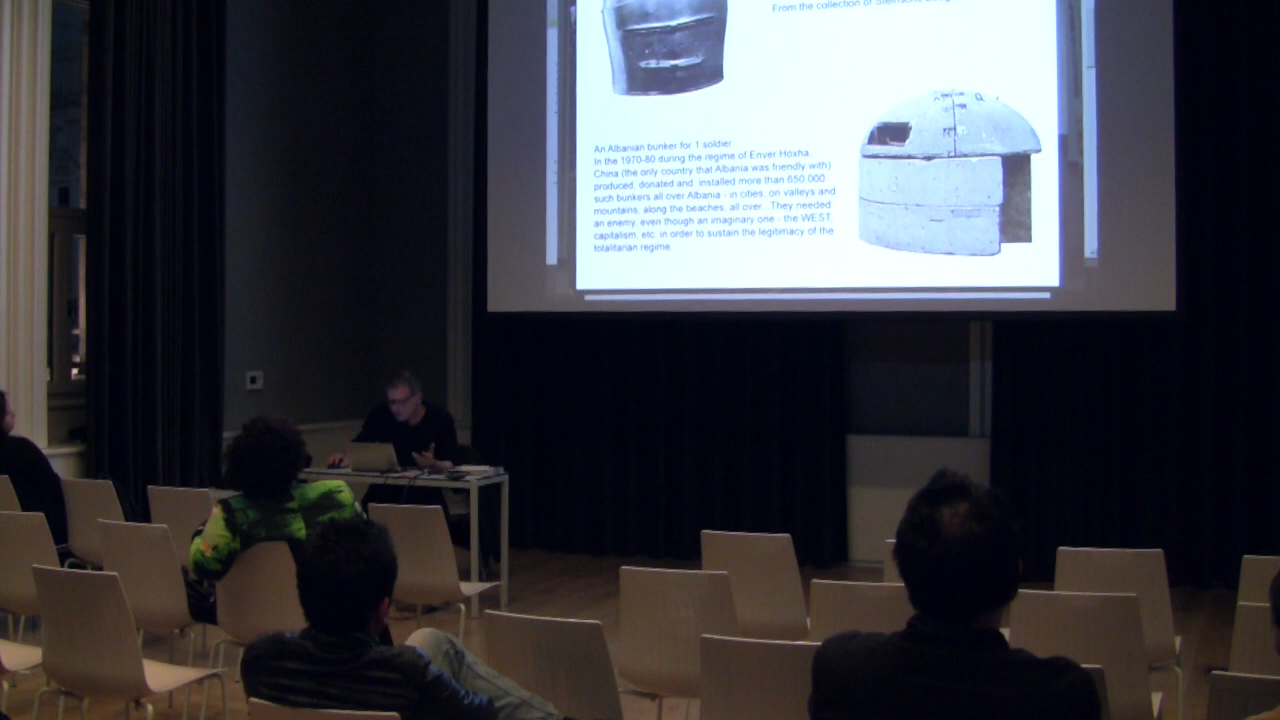 From the collection of
An Albanian bunker for 1 soldier
In the 1970-80 during the regime of Enver Hoxha
China (the only country that Albania was friendly with)
produced, donated and installed more than 650.000
such bunkers all over Albania - in cities, on valleys and
mountains, along the beaches, all over. They needed
an enemy, even though an imaginary one - the WEST,
capitalism, etc. in order to sustain the legitimacy of the
totalitarian regime.